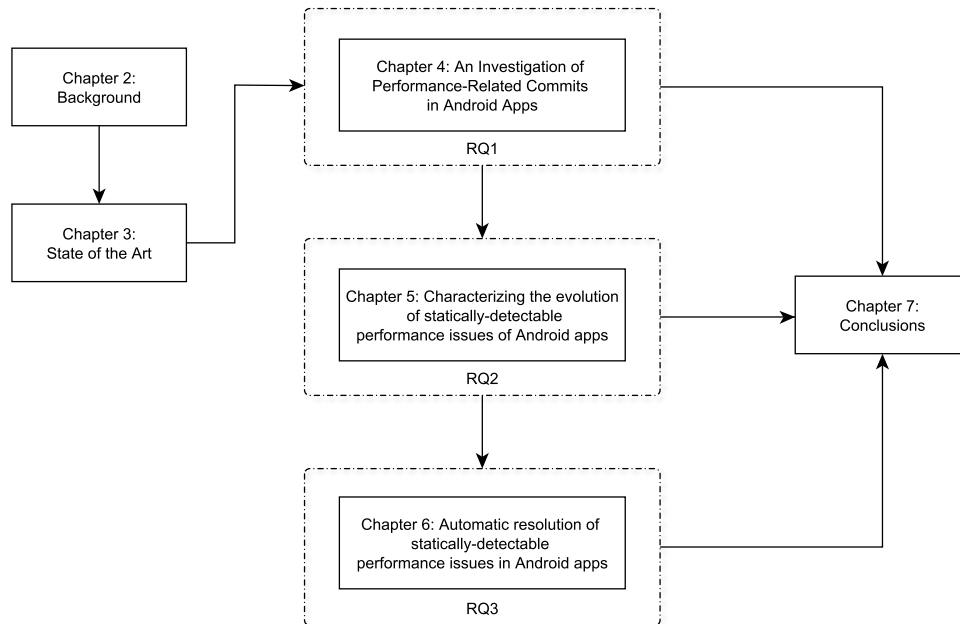 Chapter 2:
Background
Chapter 3:
State of the Art
Chapter 4: An Investigation of
Performance-Related Commits
in Android Apps
RQ1
Chapter 5: Characterizing the evolution
of statically-detectable
performance issues of Android apps
RQ2
Chapter 6: Automatic resolution of
statically-detectable
performance issues in Android apps
RQ3
Chapter 7:
Conclusions